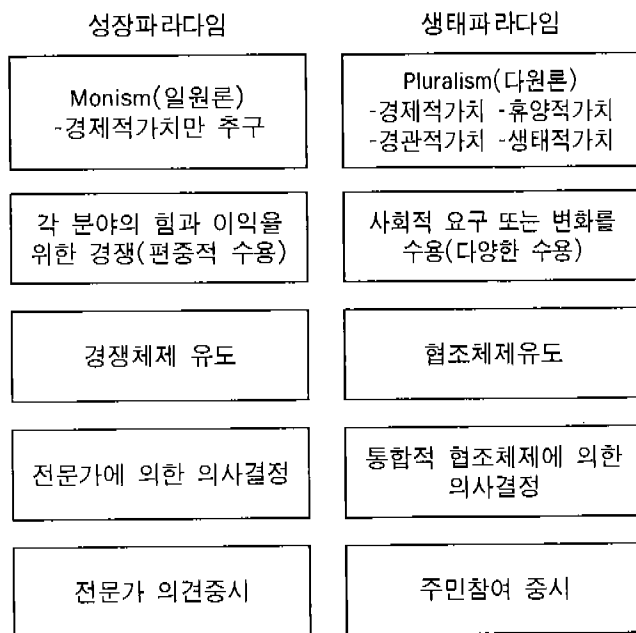 성장파라다임
생태파라다임
Monism(일원론)
-경제적가치만 추구
Pluralism(다원론)
-경제적가치 -휴양적가치
-경관적가치 -생태적가치
각 분야의 힘과 이익을
위한 경쟁(편중적 수용)
사회적 요구 또는 변화를
수용(다양한 수용)
경쟁체제 유도
협조체제유도
전문가에 의한 의사결정
통합적 협조체제에 의한
의사결정
전문가 의견중시
주민참여 중시